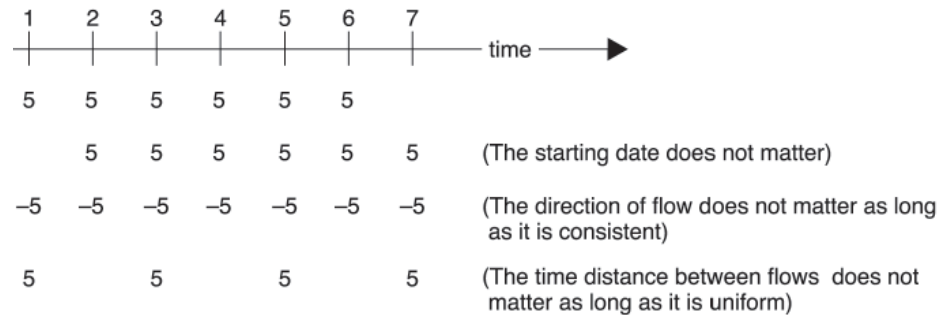 1 2 3 4 5 6 7
time
5 5 5 5 5 5
5 5 5 5 5 5 (The starting date does not matter)
–5 –5 –5 –5 –5 –5 –5 (The direction of flow does not matter as long
as it is consistent)
5 5 5 5 (The time distance between flows does not
matter as long as it is uniform)